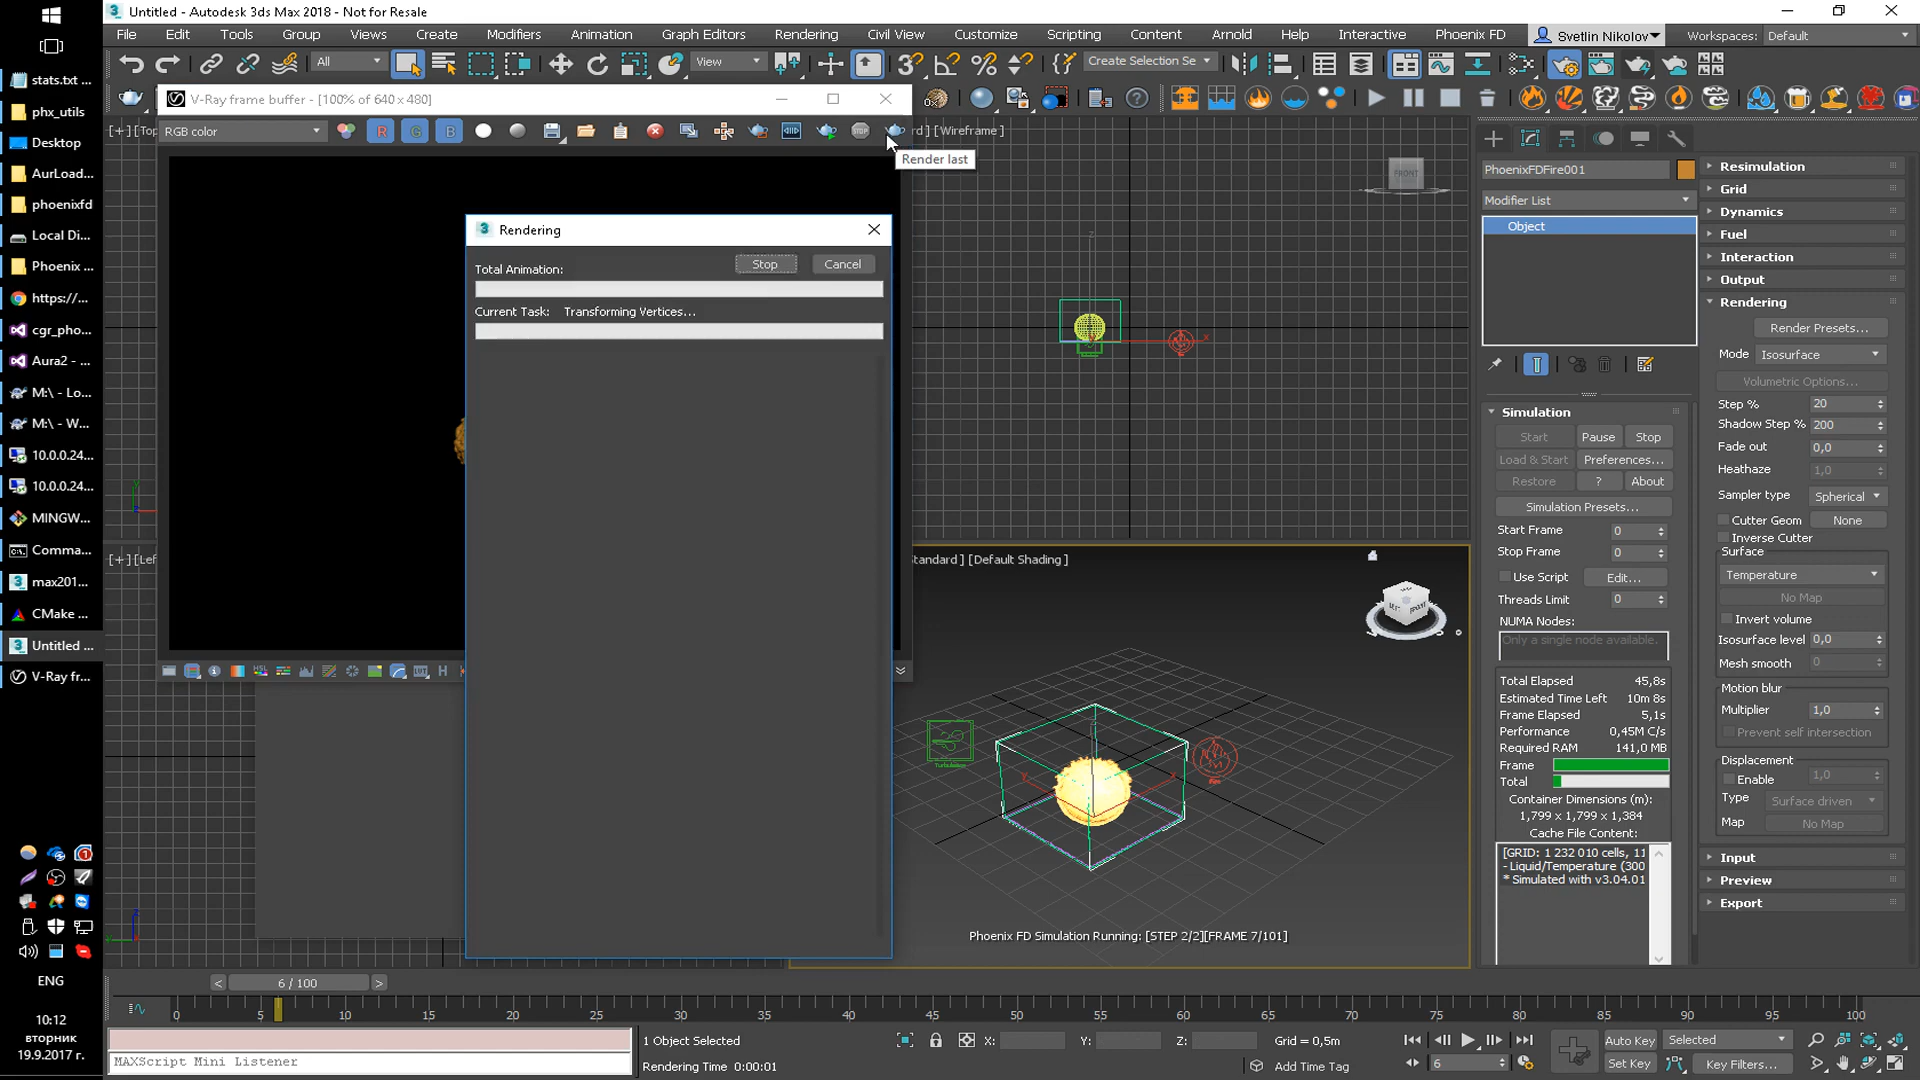 Untitled - Autodesk 3ds Max 2018 - Not for Resale
File Edit Tools Group Views Create Modifiers Animation Graph Editors Rendering Civil View Customize Scripting Content Arnold Help Interactive Phoenix FD Svetlin Nikolov Workspaces: Default
All View Create Selection Se
V-Ray frame buffer - [100% of 640 x 480]
RGB color R G B STOP
Render last
[+][Top
rd ] [Wireframe ]
FRONT
Rendering
Total Animation: Stop Cancel
Current Task: Transforming Vertices...
[+][Lef
Standard ] [Default Shading ]
Phoenix FD Simulation Running: [STEP 2/2][FRAME 7/101]
stats.txt ...
phx_utils
Desktop
AurLoad...
phoenixfd
Local Di...
Phoenix ...
https://...
cgr_pho...
Aura2 - ...
M:\ - Lo...
M:\ - W...
10.0.0.24...
10.0.0.24...
MINGW...
Comma...
max201...
CMake ...
Untitled ...
V-Ray fr...
ENG
10:12
вторник
19.9.2017 г.
PhoenixFDFire001
Modifier List
Object
Simulation
Start Pause Stop
Load & Start Preferences...
Restore ? About
Simulation Presets...
Start Frame 0
Stop Frame 0
Use Script Edit...
Threads Limit 0
NUMA Nodes:
Only a single node available.
Total Elapsed 45,8s
Estimated Time Left 10m 8s
Frame Elapsed 5,1s
Performance 0,45M C/s
Required RAM 141,0 MB
Frame
Total
Container Dimensions (m):
1,799 x 1,799 x 1,384
Cache File Content:
[GRID: 1 232 010 cells, 11
-Liquid/Temperature (300
* Simulated with v3.04.01
Resimulation
Grid
Dynamics
Fuel
Interaction
Output
Rendering
Render Presets...
Mode Isosurface
Volumetric Options...
Step % 20
Shadow Step % 200
Fade out 0,0
Heathaze 1,0
Sampler type Spherical
Cutter Geom None
Inverse Cutter
Surface
Temperature
No Map
Invert volume
Isosurface level 0,0
Mesh smooth 0
Motion blur
Multiplier 1,0
Prevent self intersection
Displacement
Enable 1,0
Type Surface driven
Map No Map
Input
Preview
Export
< 6 / 100 >
0 5 10 15 20 25 30 35 40 45 50 55 60 65 70 75 80 85 90 95 100
1 Object Selected X: Y: Z: Grid = 0,5m Auto Key Selected
MAXScript Mini Listener Rendering Time 0:00:01 Add Time Tag 6 Set Key Key Filters...